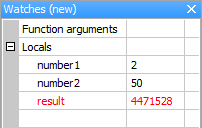 Watches (new)
Function arguments
Locals
number1 2
number2 50
result 4471528